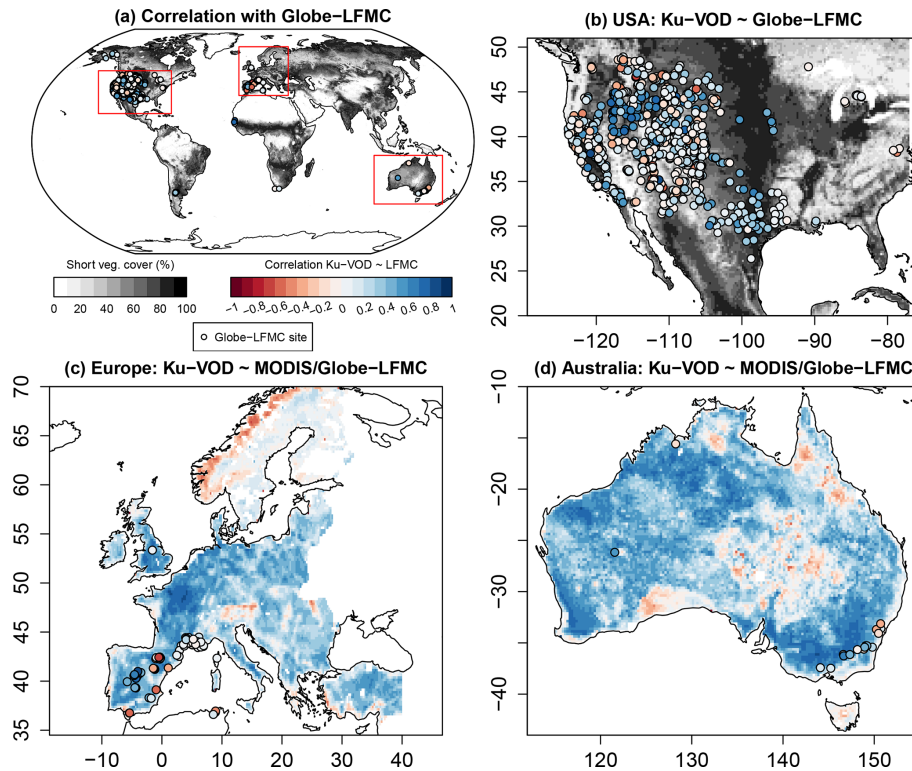 (a) Correlation with Globe−LFMC
Short veg. cover (%)
0 20 40 60 80 100
Correlation Ku−VOD ~ LFMC
−1 −0.8 −0.6 −0.4 −0.2 0 0.2 0.4 0.6 0.8 1
Globe−LFMC site
(b) USA: Ku−VOD ~ Globe−LFMC
50
45
40
35
30
25
20
−120 −110 −100 −90 −80
(c) Europe: Ku−VOD ~ MODIS/Globe−LFMC
70
65
60
55
50
45
40
35
−10 0 10 20 30 40
(d) Australia: Ku−VOD ~ MODIS/Globe−LFMC
−10
−20
−30
−40
120 130 140 150